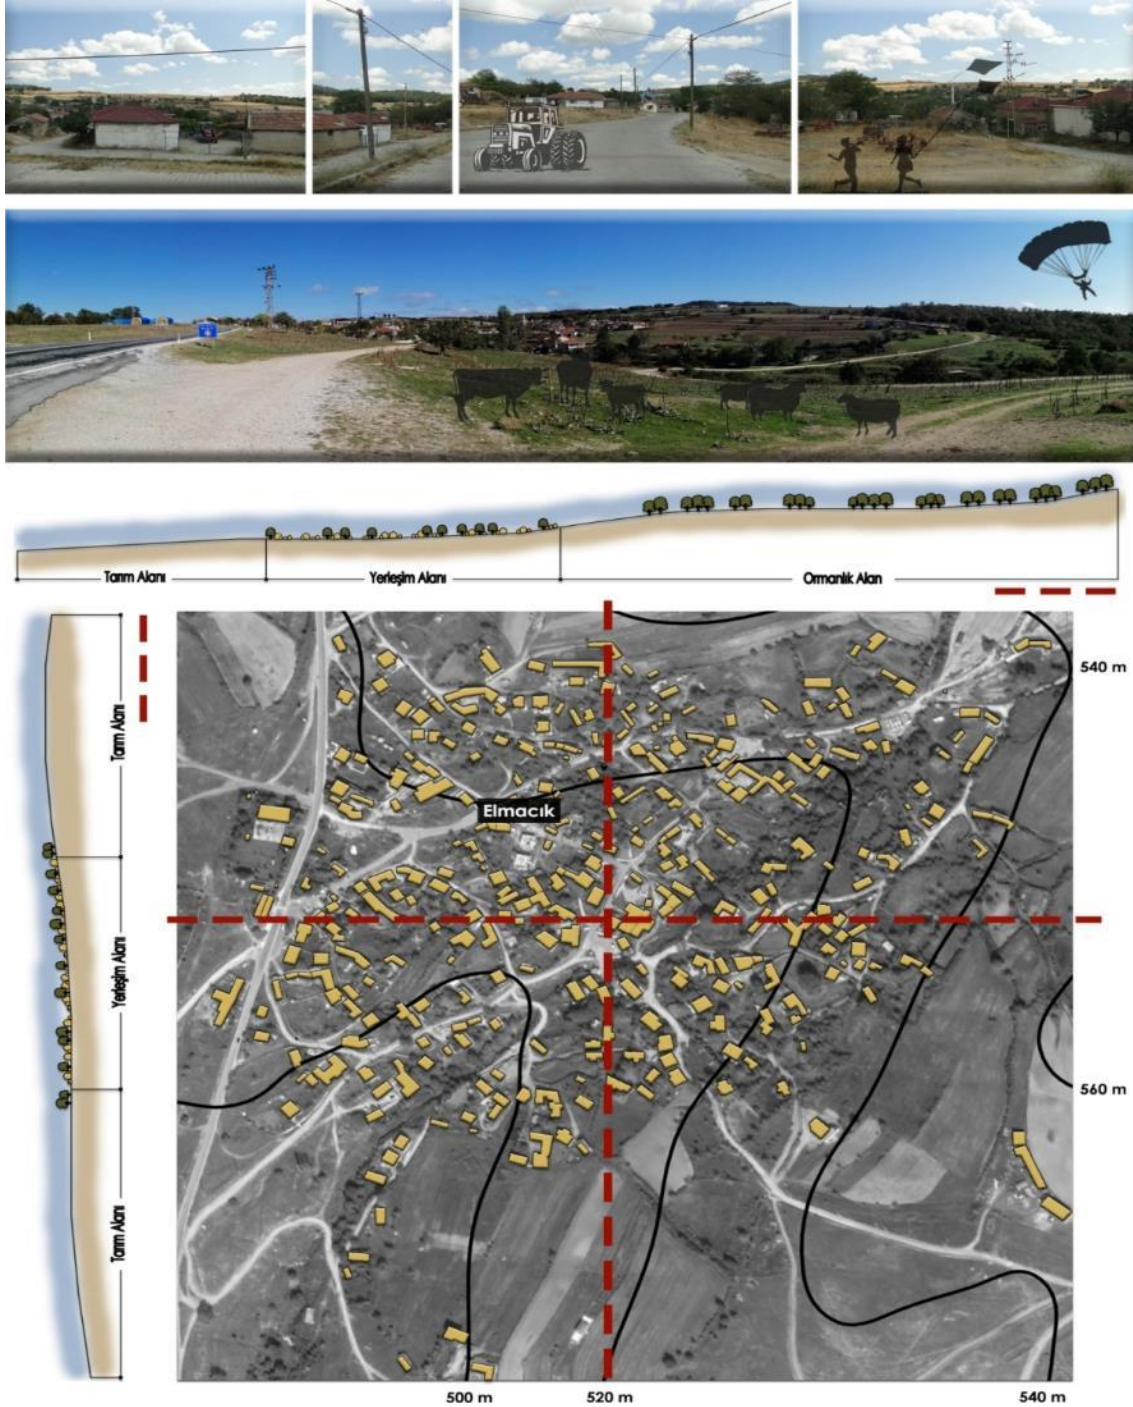 Tarım Alanı
Yerleşim Alanı
Ormanlık Alan
Tarım Alanı
Yerleşim Alanı
Tarım Alanı
540 m
Elmacık
560 m
500 m
520 m
540 m